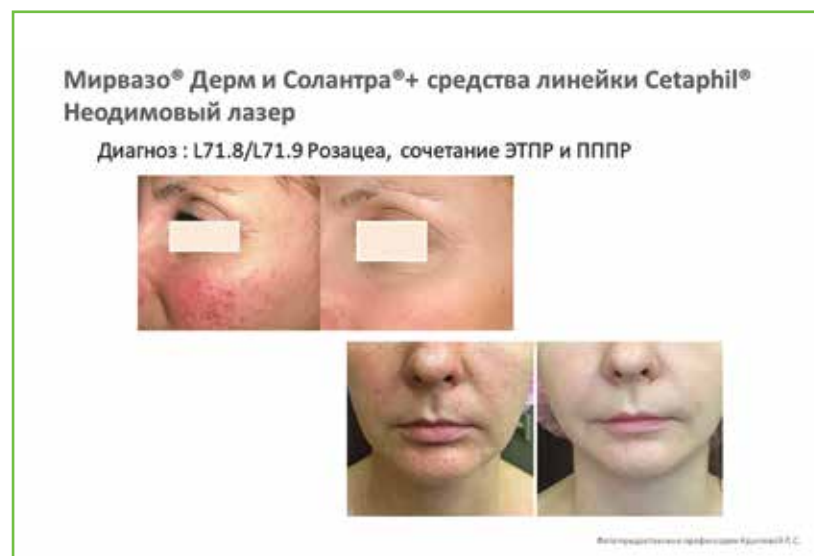 Мирвазо® Дерм и Солантра®+ средства линейки Cetaphil®
Неодимовый лазер
Диагноз : L71.8/L71.9 Розацеа, сочетание ЭТПР и ПППР